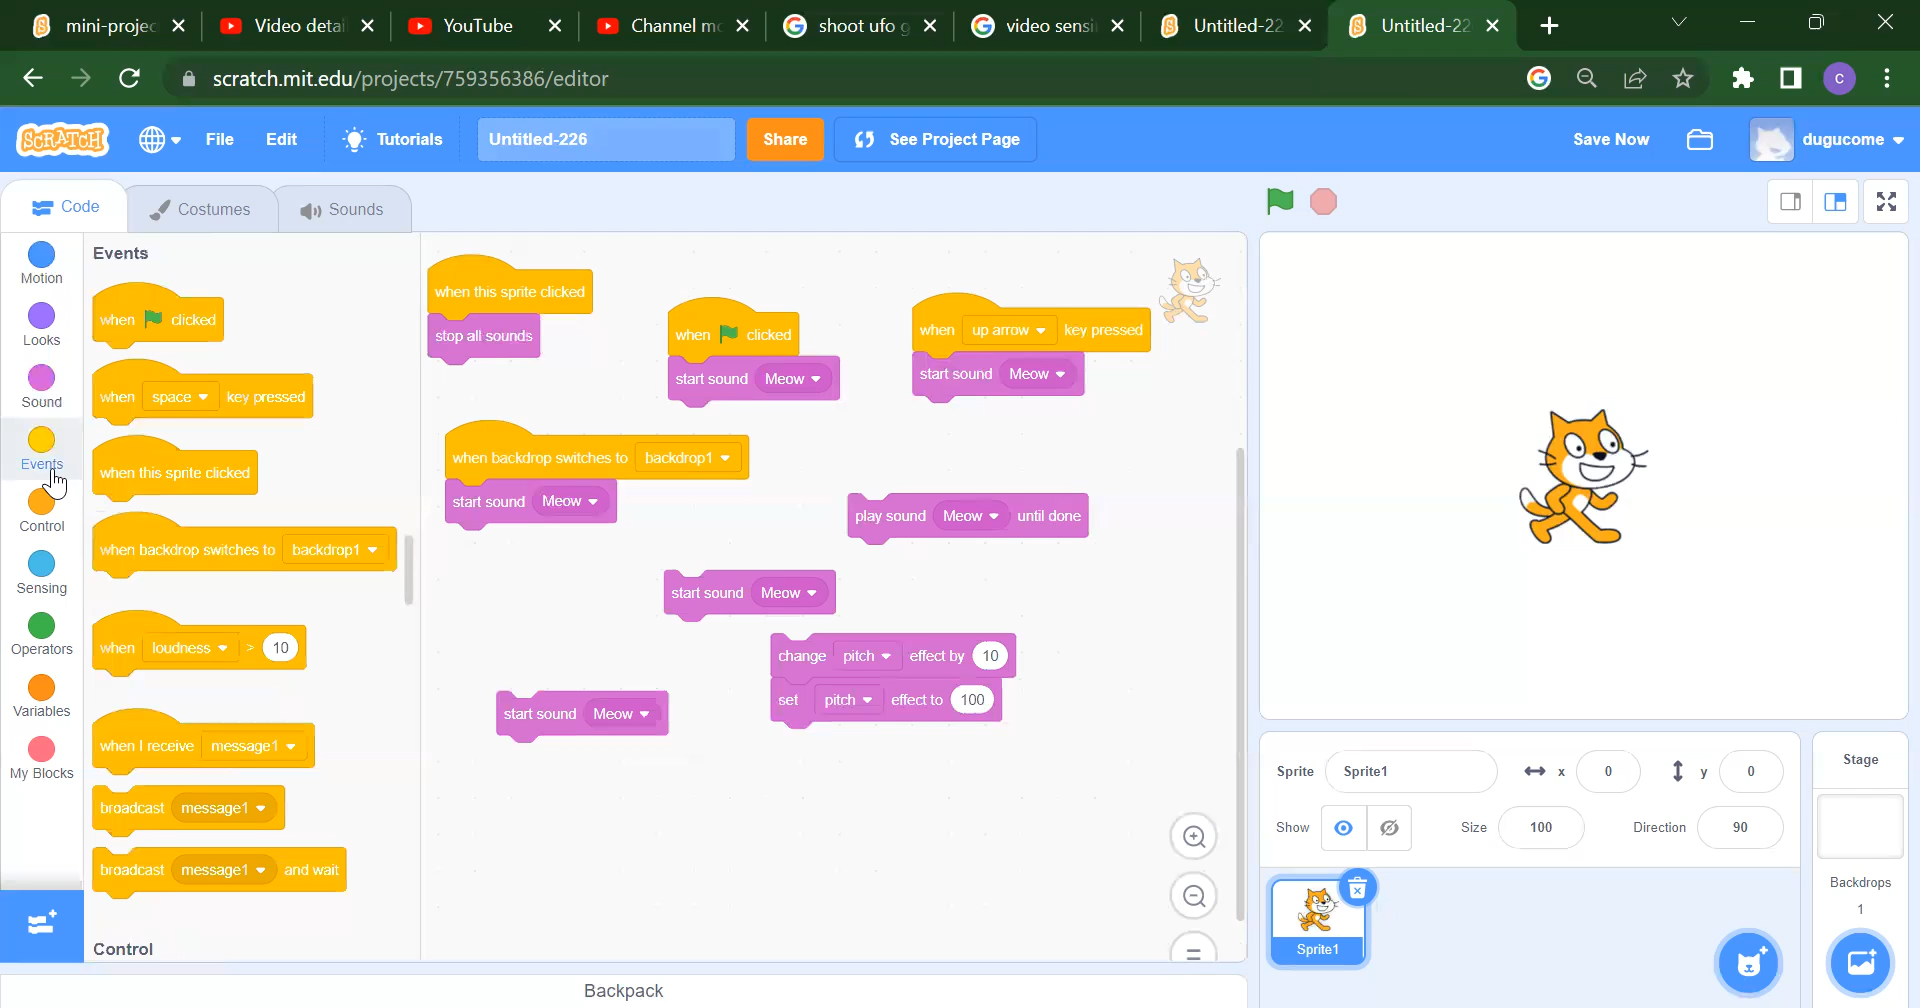 mini-projec
Video detai
YouTube
Channel mo
shoot ufo g
video sensi
Untitled-22
Untitled-22
scratch.mit.edu/projects/759356386/editor
C
SCRATCH
File
Edit
Tutorials
Untitled-226
Share
See Project Page
Save Now
dugucome
Code
Costumes
Sounds
Motion
Looks
Sound
Events
Control
Sensing
Operators
Variables
My Blocks
Events
when clicked
when space key pressed
when this sprite clicked
when backdrop switches to backdrop1
when loudness > 10
when I receive message1
broadcast message1
broadcast message1 and wait
Control
when this sprite clicked
stop all sounds
when clicked
start sound Meow
when up arrow key pressed
start sound Meow
when backdrop switches to backdrop1
start sound Meow
play sound Meow until done
start sound Meow
change pitch effect by 10
set pitch effect to 100
start sound Meow
Backpack
Sprite Sprite1 x 0 y 0
Show Size 100 Direction 90
Sprite1
Stage
Backdrops
1